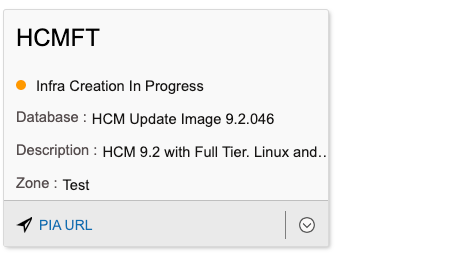 HCMFT
Infra Creation In Progress
Database : HCM Update Image 9.2.046
Description : HCM 9.2 with Full Tier. Linux and..
Zone : Test
PIA URL